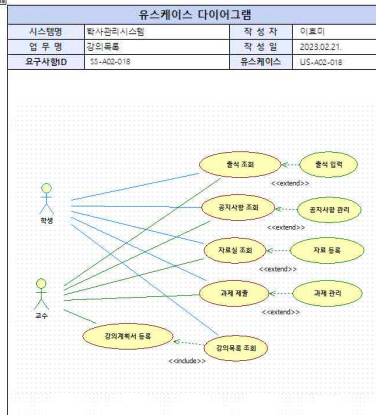 유스케이스 다이어그램
시스템명 학사관리시스템 작 성 자 이효미
업 무 명 강의목록 작 성 일 2023.02.21.
요구사항ID SS-A02-018 유스케이스 US-A02-018
출석 조회 출석 입력
<<extend>>
학생
공지사항 조회 공지사항 관리
<<extend>>
자료실 조회 자료 등록
<<extend>>
과제 제출 과제 관리
교수
<<extend>>
강의계획서 등록 강의목록 조회
<<include>>